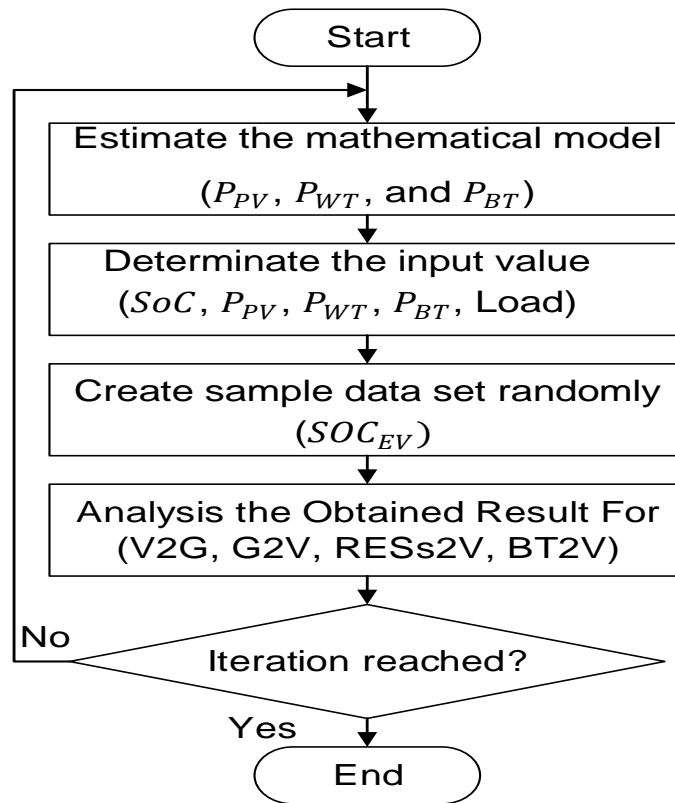 Start
Estimate the mathematical model
(P_PV, P_WT, and P_BT)
Determinate the input value
(SoC, P_PV, P_WT, P_BT, Load)
Create sample data set randomly
(SOC_EV)
Analysis the Obtained Result For
(V2G, G2V, RESs2V, BT2V)
No
Iteration reached?
Yes
End